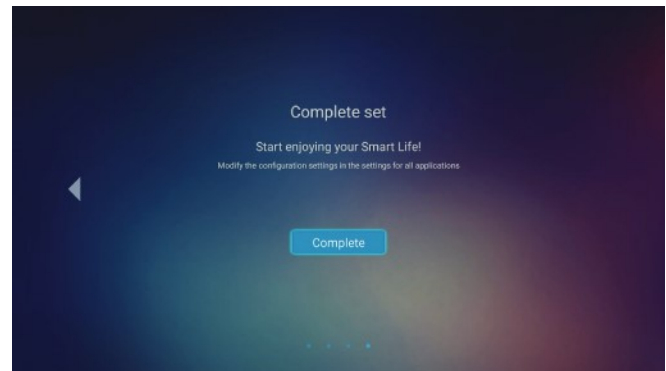 Complete set
Start enjoying your Smart Life!
Modify the configuration settings in the settings for all applications
Complete